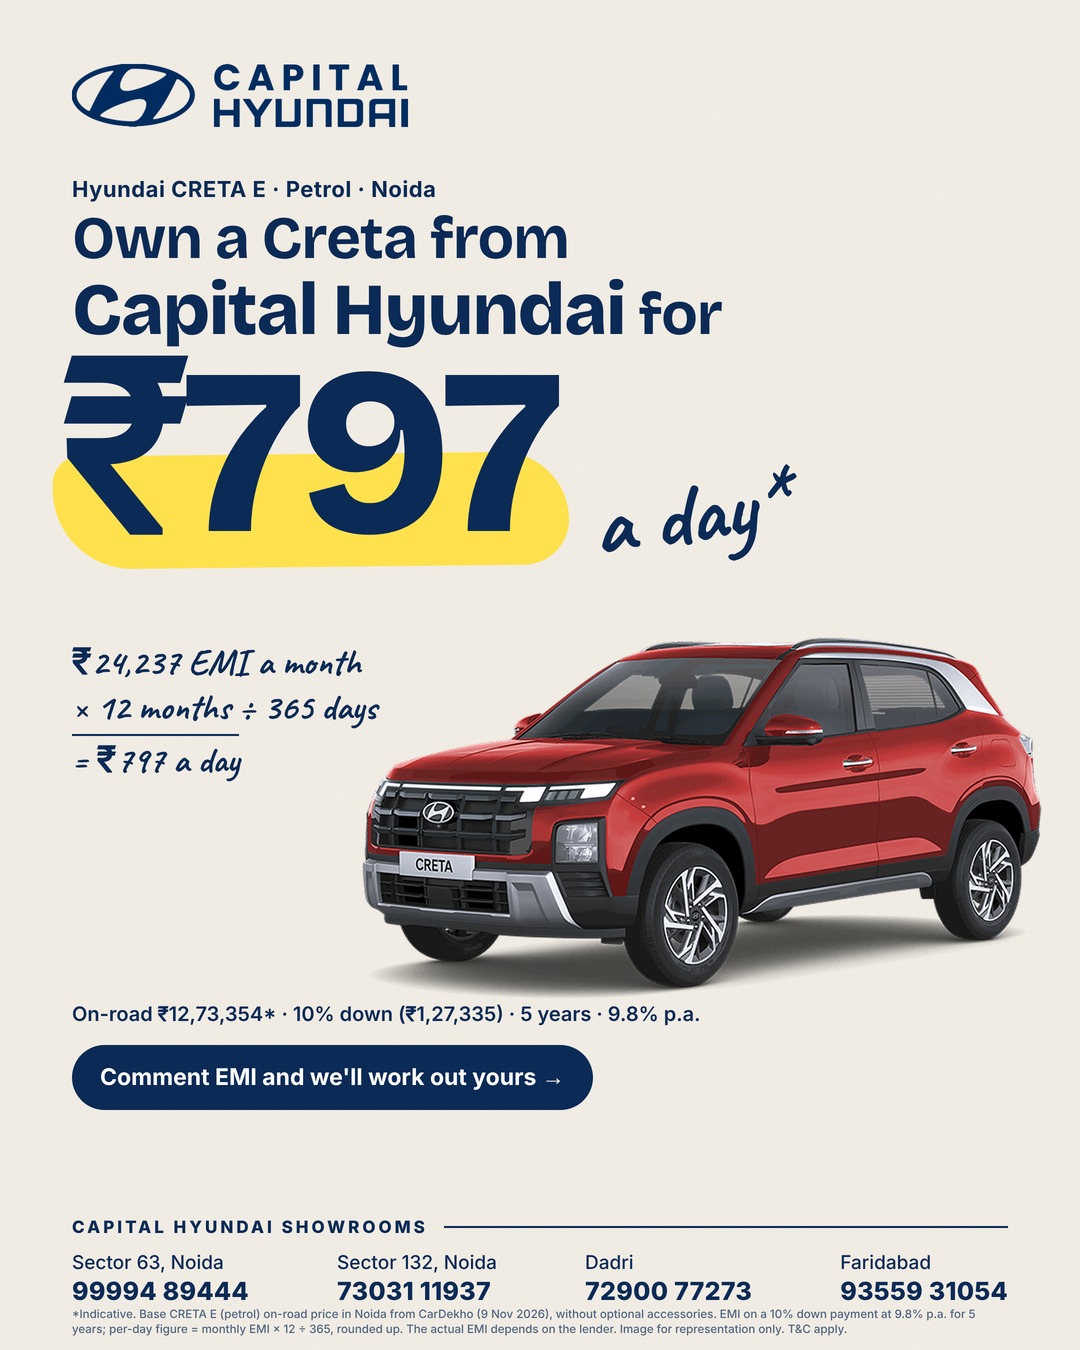 CAPITAL
HYUNDAI
Hyundai CRETA E · Petrol · Noida
Own a Creta from
Capital Hyundai for
₹797
a day*
₹24,237 EMI a month
× 12 months ÷ 365 days
= ₹797 a day
CRETA
On-road ₹12,73,354* · 10% down (₹1,27,335) · 5 years · 9.8% p.a.
Comment EMI and we'll work out yours →
CAPITAL HYUNDAI SHOWROOMS
Sector 63, Noida
99994 89444
Sector 132, Noida
73031 11937
Dadri
72900 77273
Faridabad
93559 31054
*Indicative. Base CRETA E (petrol) on-road price in Noida from CarDekho (9 Nov 2026), without optional accessories. EMI on a 10% down payment at 9.8% p.a. for 5
years; per-day figure = monthly EMI × 12 ÷ 365, rounded up. The actual EMI depends on the lender. Image for representation only. T&C apply.